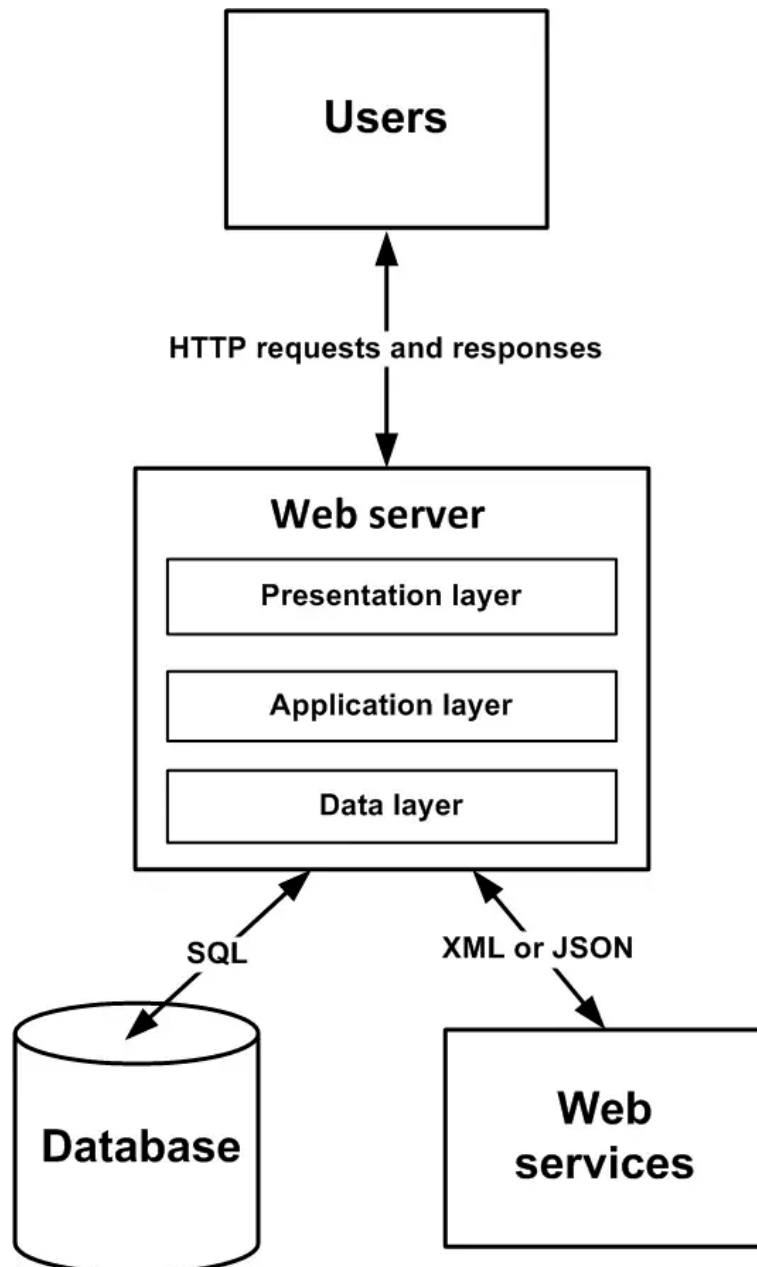 Users
HTTP requests and responses
Web server
Presentation layer
Application layer
Data layer
SQL
XML or JSON
Database
Web
services